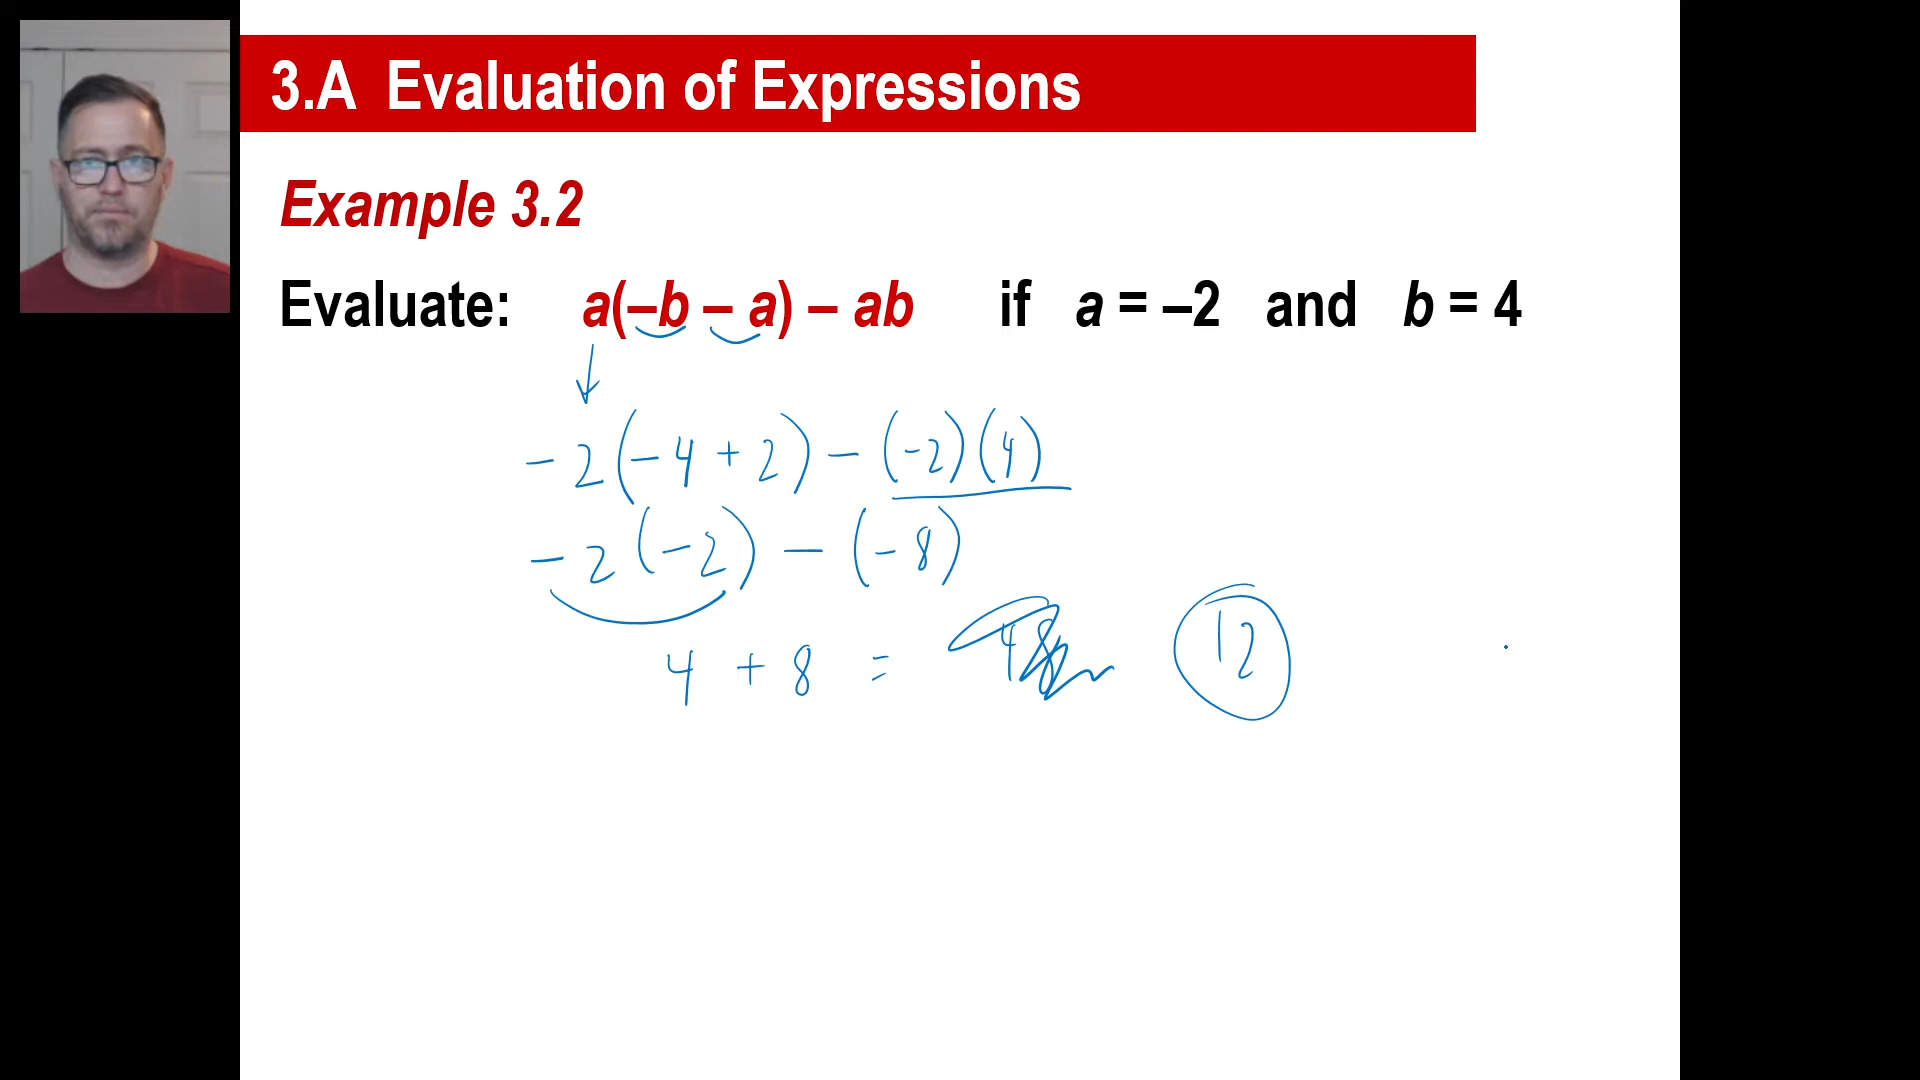 3.A Evaluation of Expressions
Example 3.2
Evaluate: a(–b – a) – ab if a = –2 and b = 4
-2(-4+2)-(-2)(4)
-2(-2)-(-8)
4+8= 12